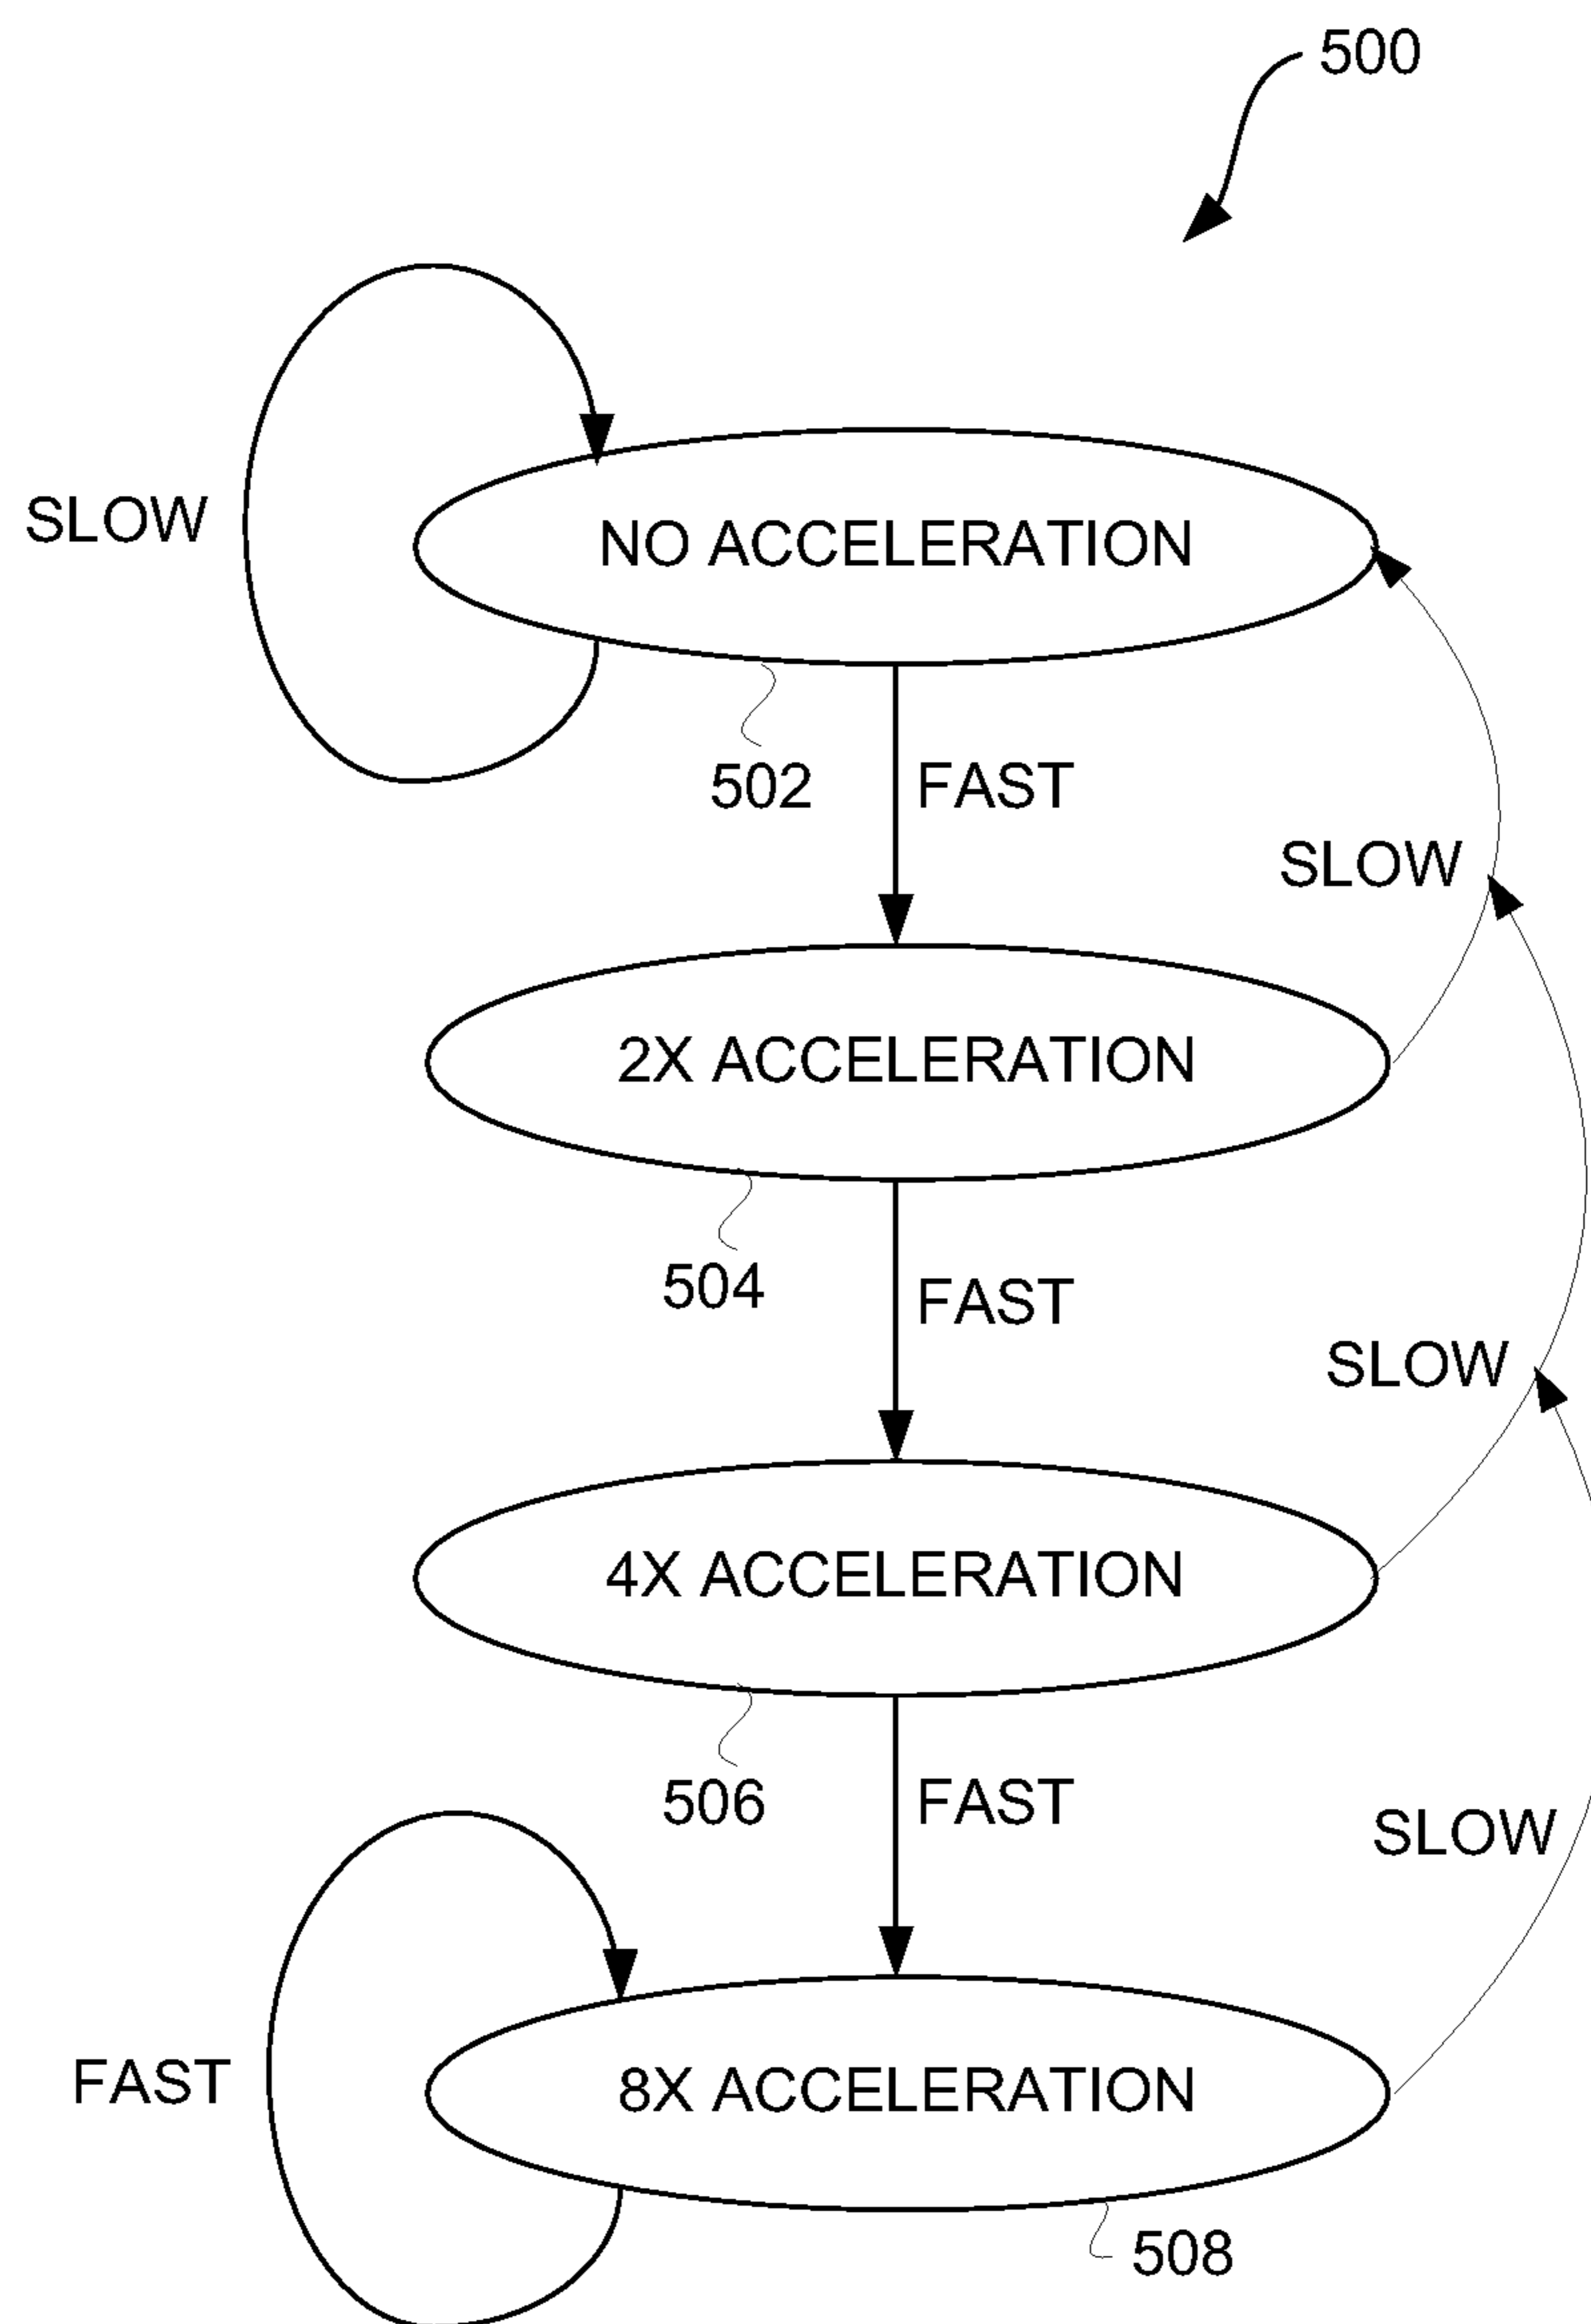 500
SLOW
NO ACCELERATION
502
FAST
SLOW
2X ACCELERATION
504
FAST
SLOW
4X ACCELERATION
506
FAST
SLOW
FAST
8X ACCELERATION
508